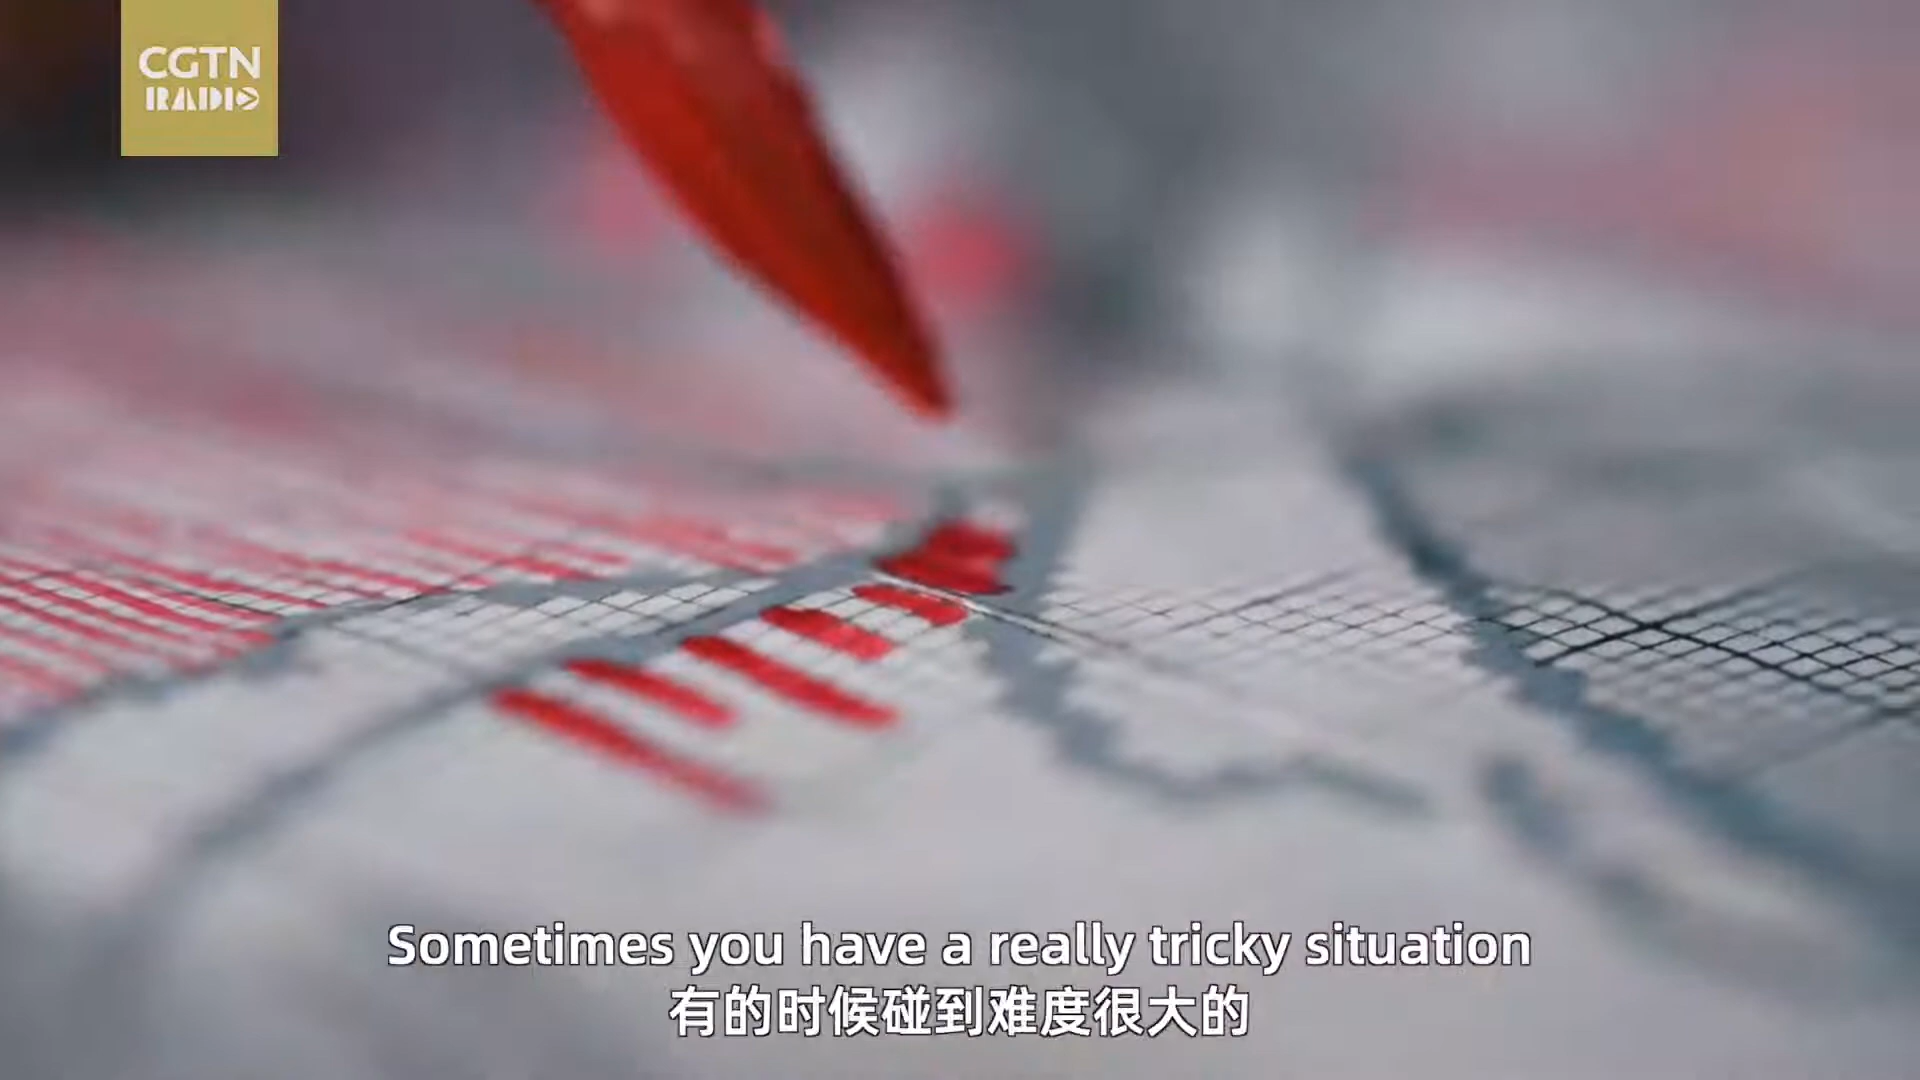 CGTN
RADIO
Sometimes you have a really tricky situation
有的时候碰到难度很大的